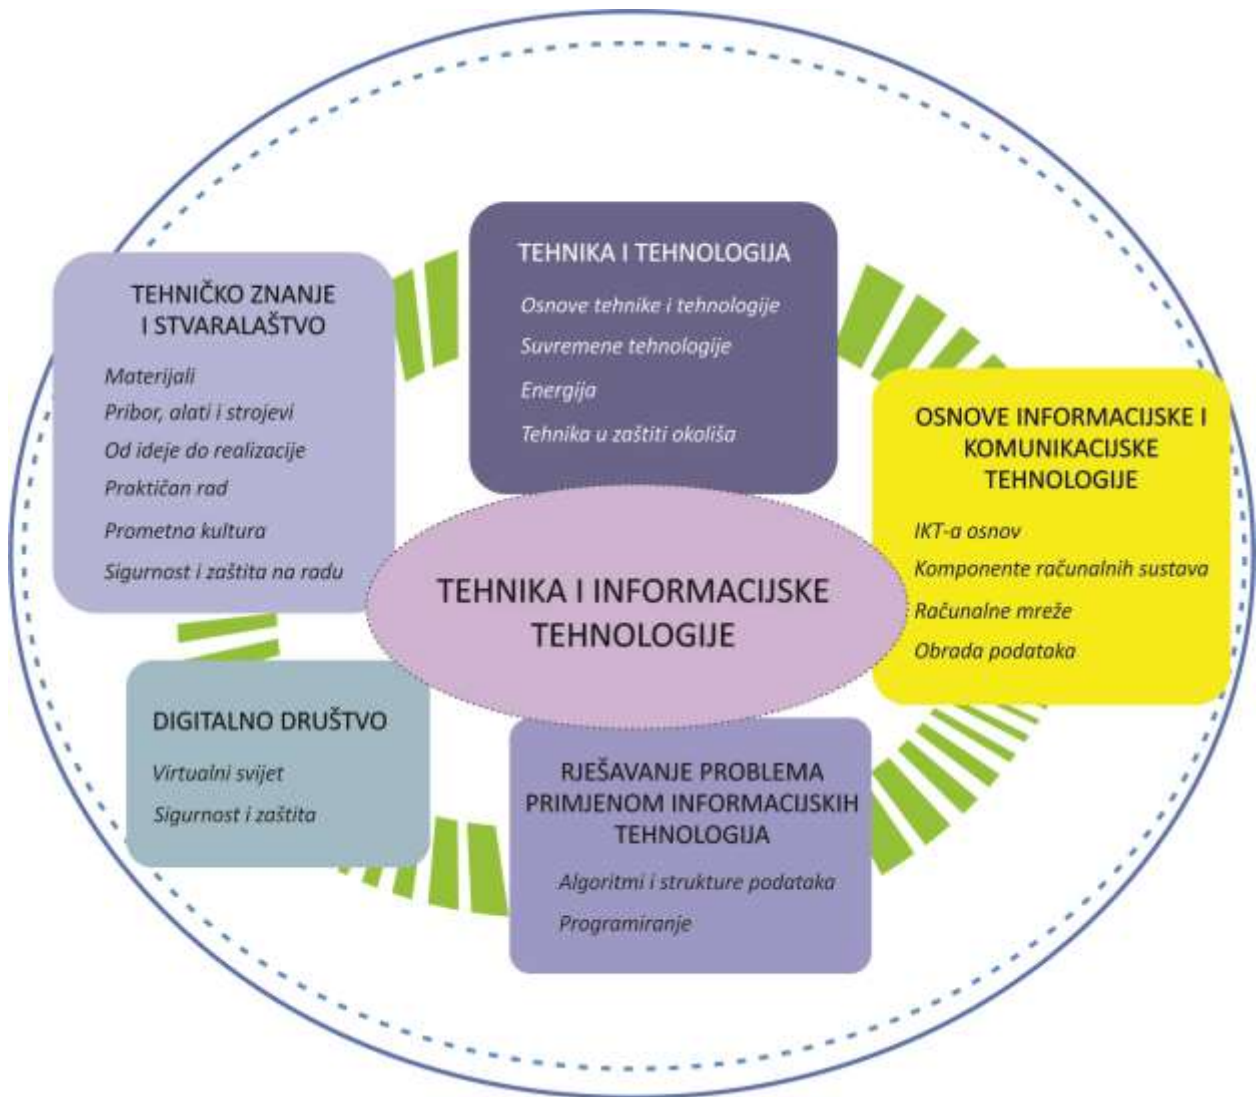 TEHNIKA I TEHNOLOGIJA
Osnove tehnike i tehnologije
Suvremene tehnologije
Energija
Tehnika u zaštiti okoliša
TEHNIČKO ZNANJE
I STVARALAŠTVO
Materijali
Pribor, alati i strojevi
Od ideje do realizacije
Praktičan rad
Prometna kultura
Sigurnost i zaštita na radu
OSNOVE INFORMACIJSKE I
KOMUNIKACIJSKE
TEHNOLOGIJE
IKT-a osnov
Komponente računalnih sustava
Računalne mreže
Obrada podataka
TEHNIKA I INFORMACIJSKE
TEHNOLOGIJE
DIGITALNO DRUŠTVO
Virtualni svijet
Sigurnost i zaštita
RJEŠAVANJE PROBLEMA
PRIMJENOM INFORMACIJSKIH
TEHNOLOGIJA
Algoritmi i strukture podataka
Programiranje